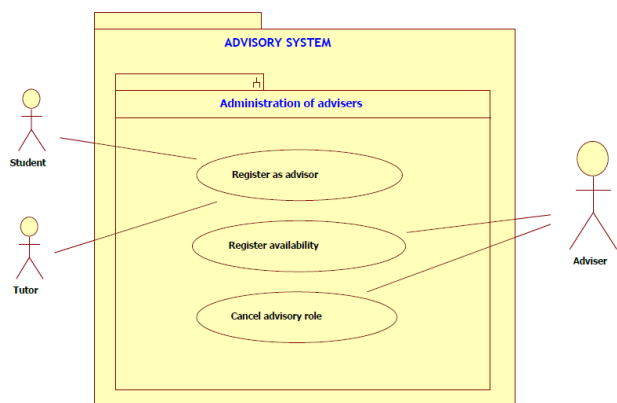 ADVISORY SYSTEM
Administration of advisers
Student
Register as advisor
Register availability
Adviser
Tutor
Cancel advisory role